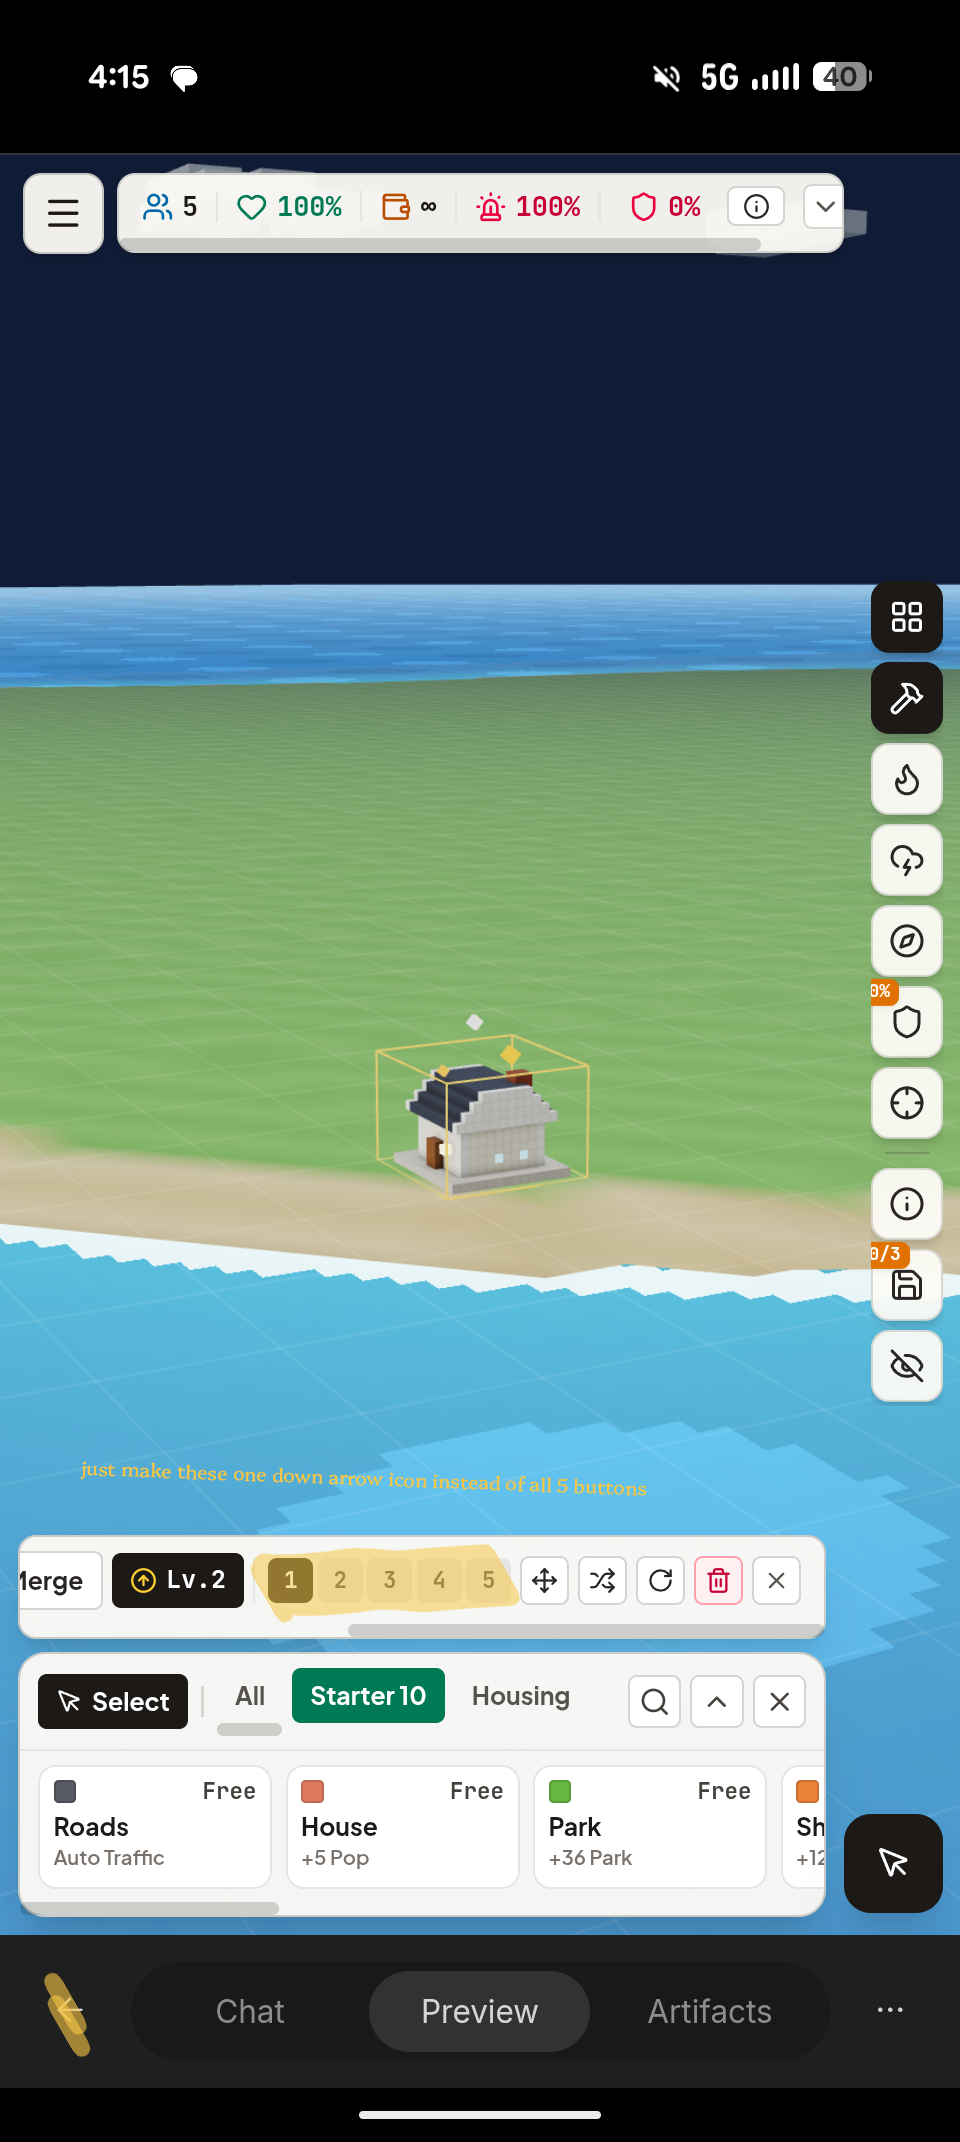 4:15 5G 40
5 100% ∞ 100% 0%
0%
0/3
just make these one down arrow icon instead of all 5 buttons
Merge Lv.2 1 2 3 4 5
Select All Starter 10 Housing
Free Free Free
Roads House Park Sh
Auto Traffic +5 Pop +36 Park +12
Chat Preview Artifacts